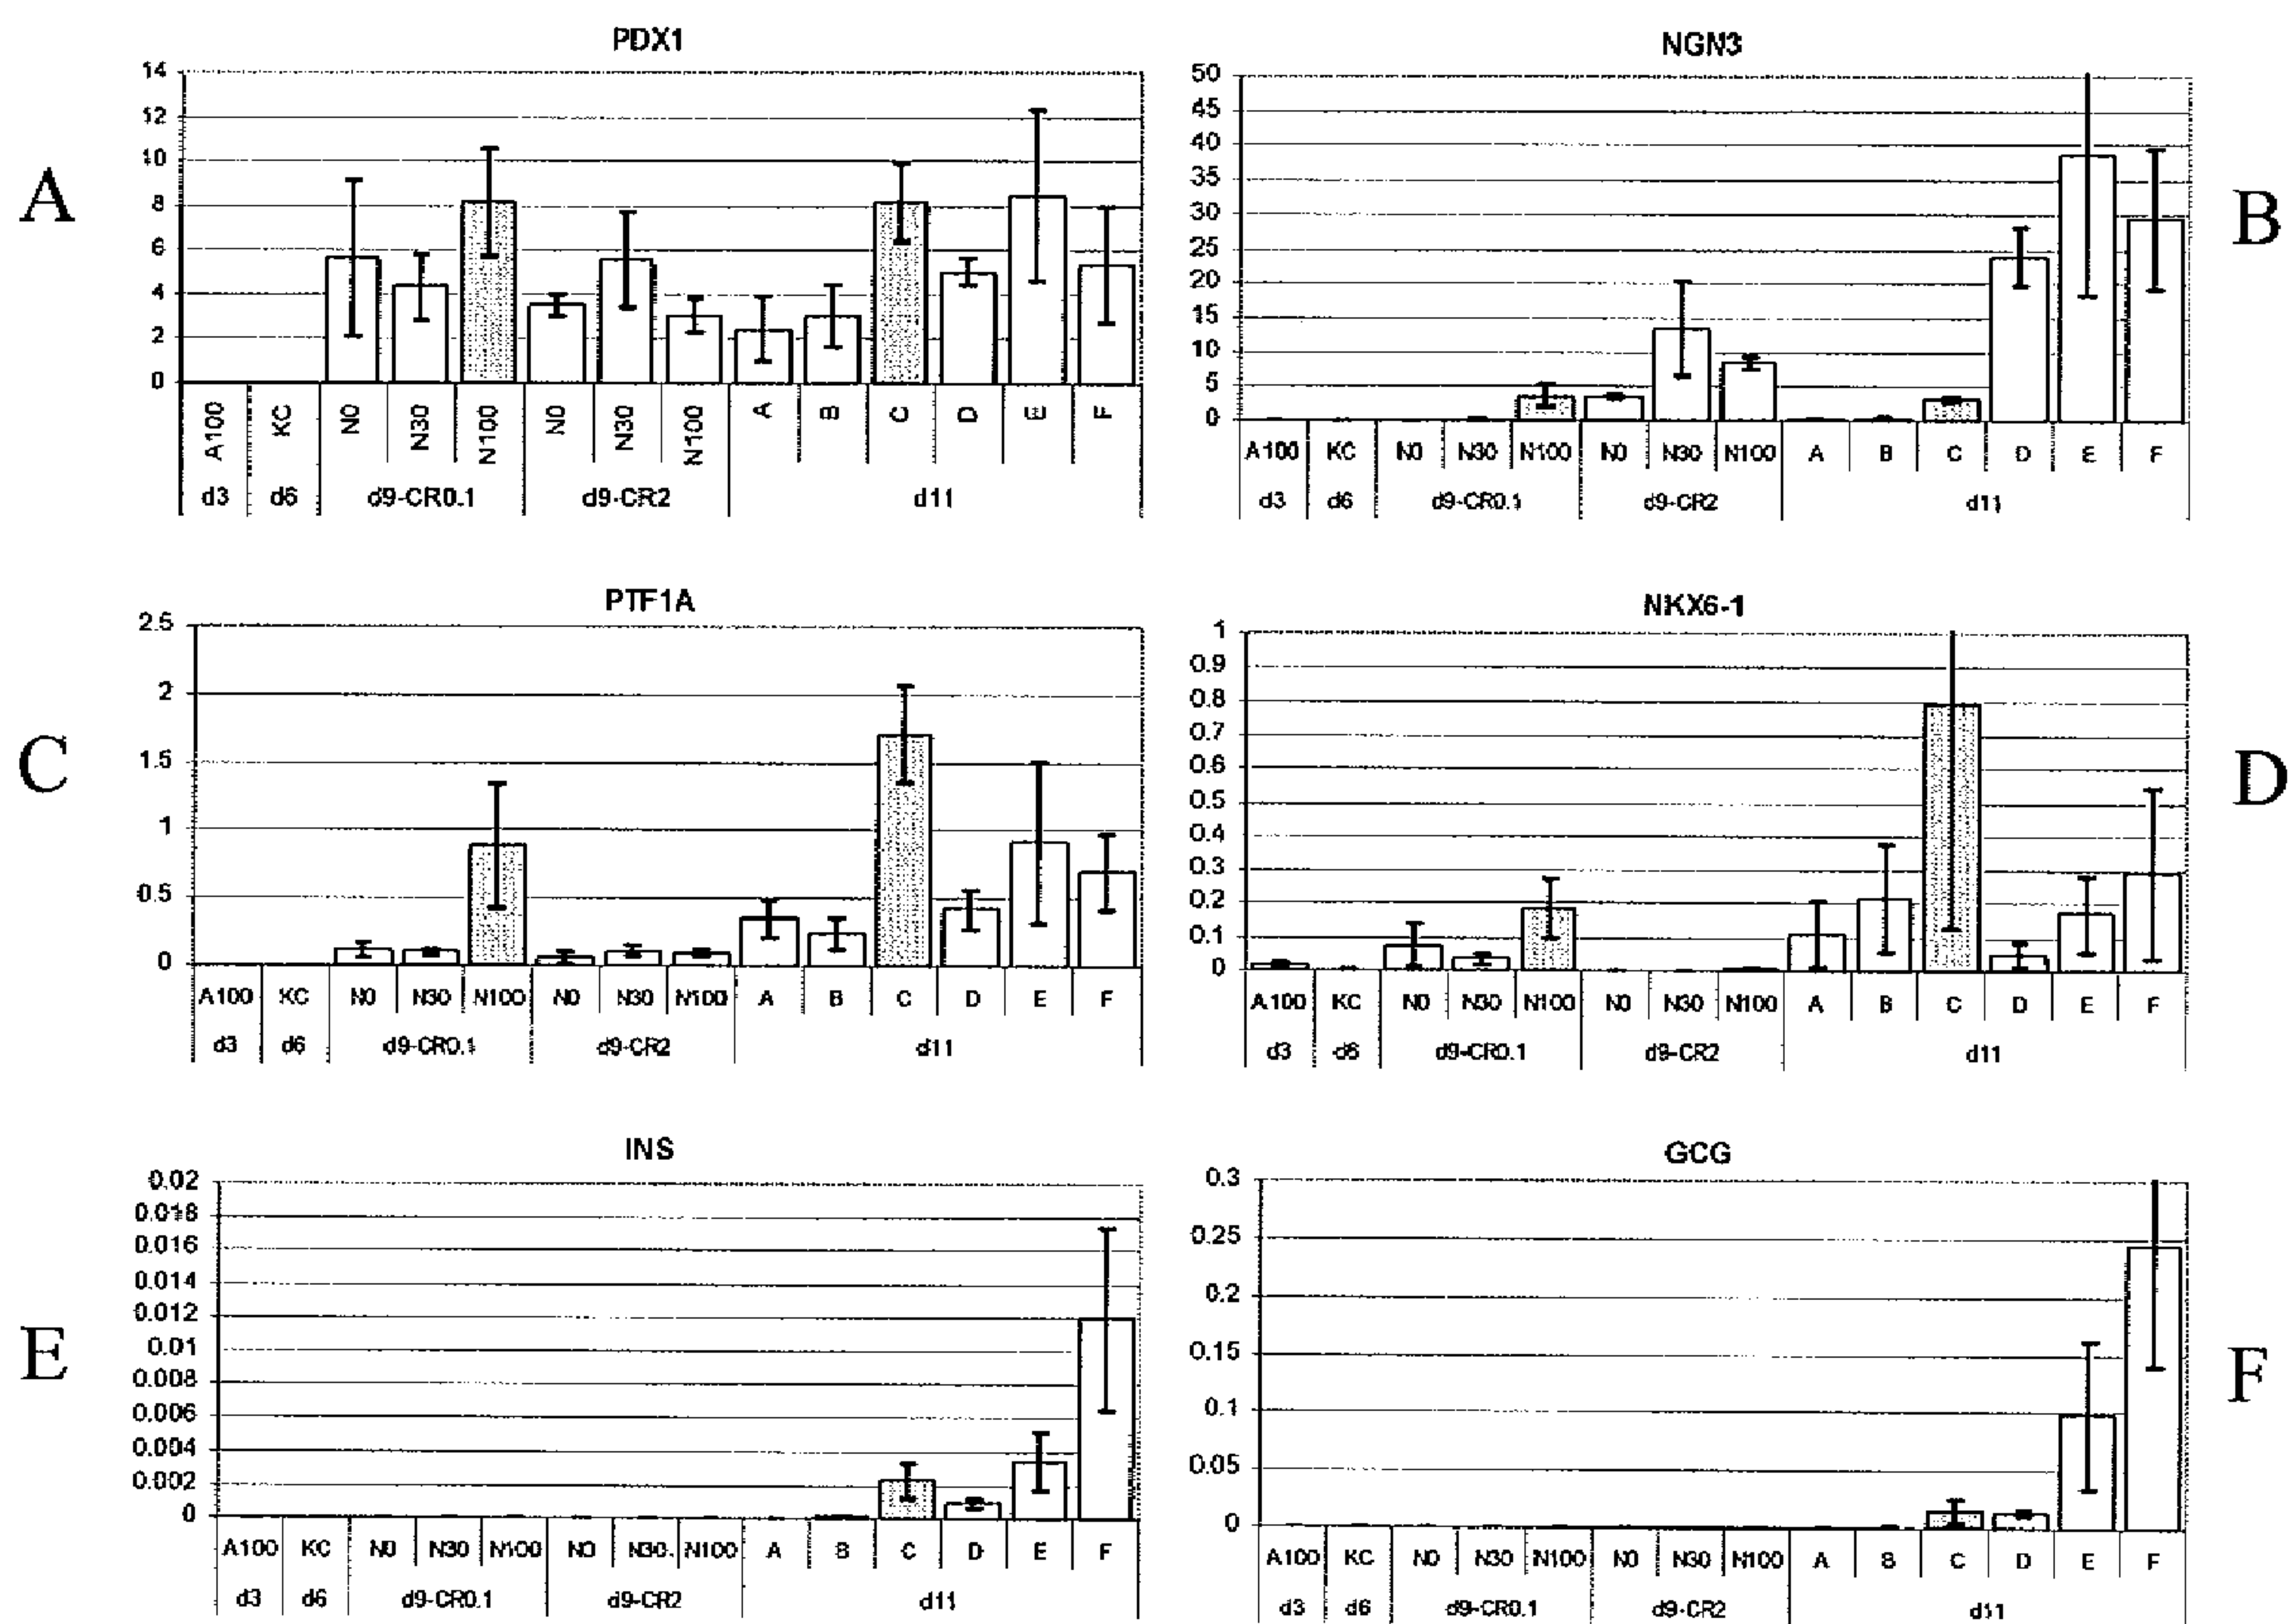 A
PDX1
14
12
10
8
6
4
2
0
A100 KC N0 N30 N100 N0 N30 N100 A B C D E F
d3 d6 d9-CR0.1 d9-CR2 d11
NGN3
B
50
45
40
35
30
25
20
15
10
5
0
A100 KC N0 N30 N100 N0 N30 N100 A B C D E F
d3 d6 d9-CR0.1 d9-CR2 d11
C
PTF1A
2.5
2
1.5
1
0.5
0
A100 KC N0 N30 N100 N0 N30 N100 A B C D E F
d3 d6 d9-CR0.1 d9-CR2 d11
NKX6-1
D
1
0.9
0.8
0.7
0.6
0.5
0.4
0.3
0.2
0.1
0
A100 KC N0 N30 N100 N0 N30 N100 A B C D E F
d3 d6 d9-CR0.1 d9-CR2 d11
E
INS
0.02
0.018
0.016
0.014
0.012
0.01
0.008
0.006
0.004
0.002
0
A100 KC N0 N30 N100 N0 N30 N100 A B C D E F
d3 d6 d9-CR0.1 d9-CR2 d11
GCG
F
0.3
0.25
0.2
0.15
0.1
0.05
0
A100 KC N0 N30 N100 N0 N30 N100 A B C D E F
d3 d6 d9-CR0.1 d9-CR2 d11